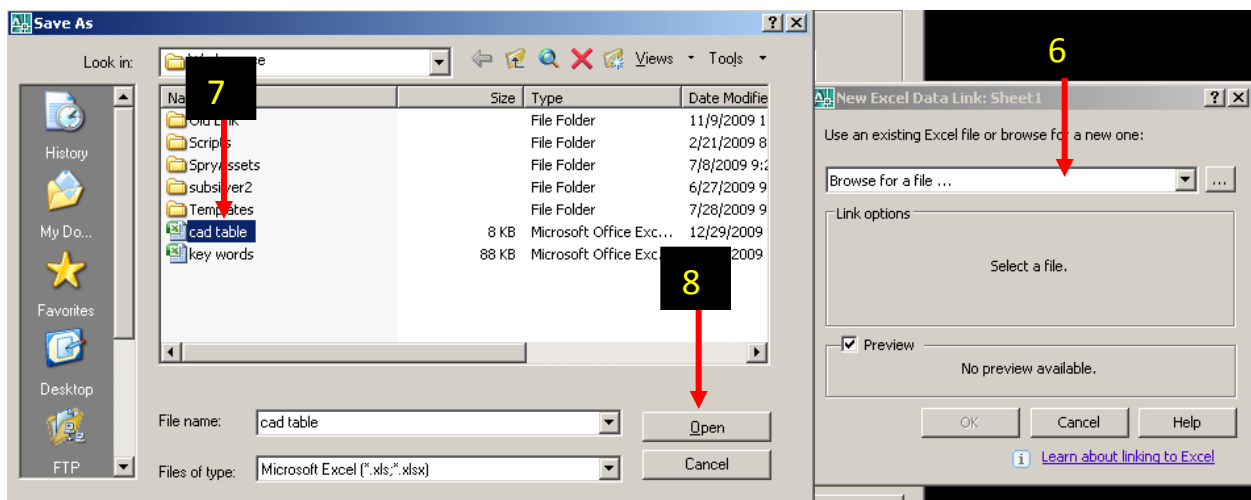 Save As
Look in:
7
Views
Tools
Size
Type
Date Modifie
File Folder
11/9/2009 1
Scripts
File Folder
2/21/2009 8
SpryAssets
File Folder
7/8/2009 9:2
subsilver2
File Folder
6/27/2009 9
Templates
File Folder
7/28/2009 9
cad table
8 KB
Microsoft Office Exc...
12/29/2009
key words
88 KB
Microsoft Office Exc
2009
8
History
My Do...
Favorites
Desktop
FTP
File name:
cad table
Open
Files of type:
Microsoft Excel (*.xls;*.xlsx)
Cancel
6
New Excel Data Link: Sheet1
Use an existing Excel file or browse for a new one:
Browse for a file ...
...
Link options
Select a file.
Preview
No preview available.
OK
Cancel
Help
Learn about linking to Excel